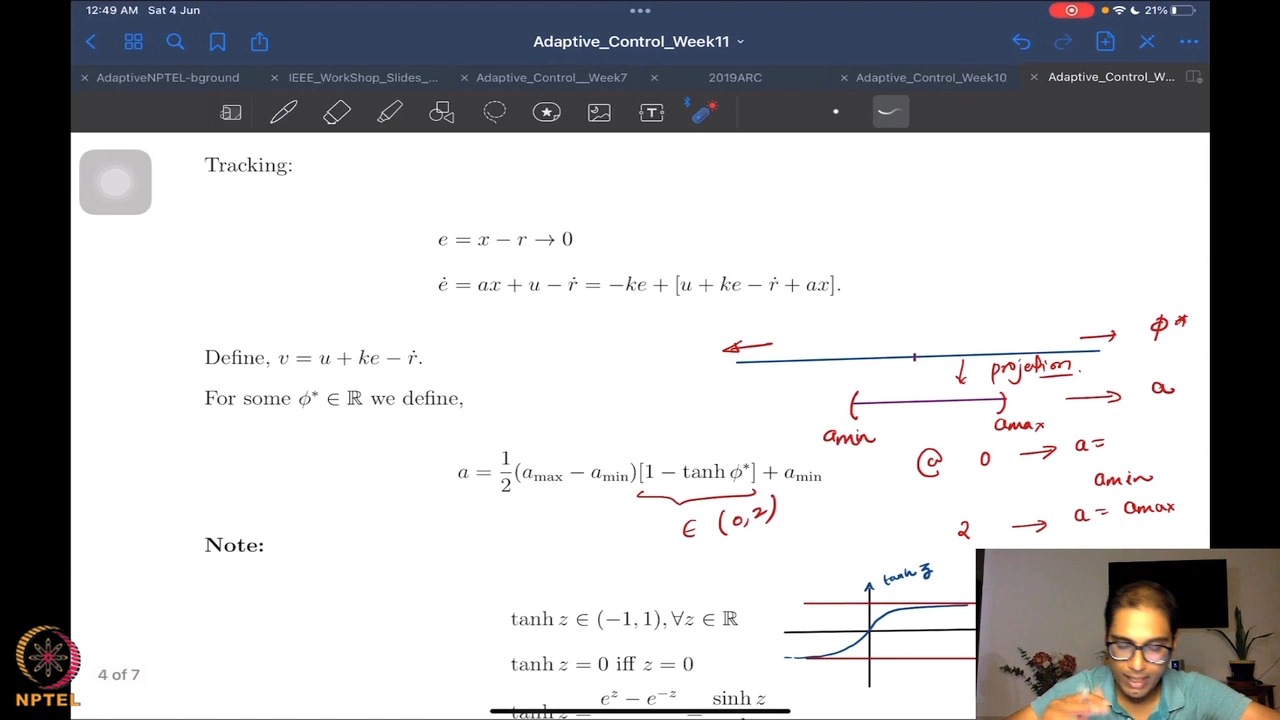 12:49 AM Sat 4 Jun
21%
Adaptive_Control_Week11
AdaptiveNPTEL-bground
IEEE_WorkShop_Slides_...
Adaptive_Control__Week7
2019ARC
Adaptive_Control_Week10
Adaptive_Control_W...
Tracking:
e = x − r → 0
ė = ax + u − ṙ = −ke + [u + ke − ṙ + ax].
ϕ*
Define, v = u + ke − ṙ.
projection.
For some ϕ* ∈ ℝ we define,
a
amin
amax
@ 0 → a =
amin
a = 1/2 (a_max − a_min)[1 − tanh ϕ*] + a_min
∈ (0,2)
2 → a = amax
Note:
tanh z
tanh z ∈ (−1, 1), ∀z ∈ ℝ
tanh z = 0 iff z = 0
tanh z = e^z − e^−z = sinh z
4 of 7
NPTEL